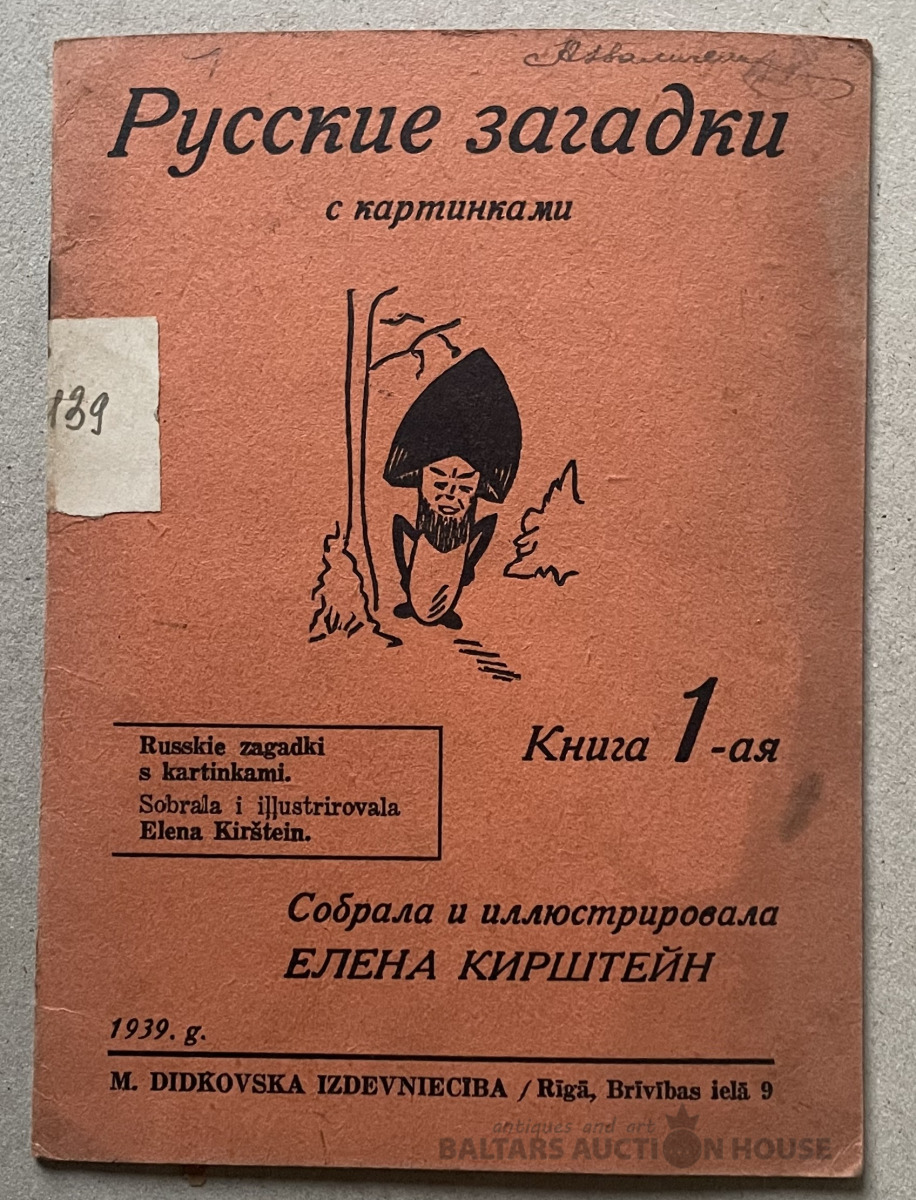 Русские загадки
с картинками
139
Книга 1-ая
Russkie zagadki
s kartinkami.
Sobraļa i iļļustrirovala
Elena Kirštein.
Собрала и иллюстрировала
ЕЛЕНА КИРШТЕЙН
1939. g.
M. DIDKOVSKA IZDEVNIECIBA / Rīgā, Brīvības ielā 9
antiques and art
BALTARS AUCTION HOUSE